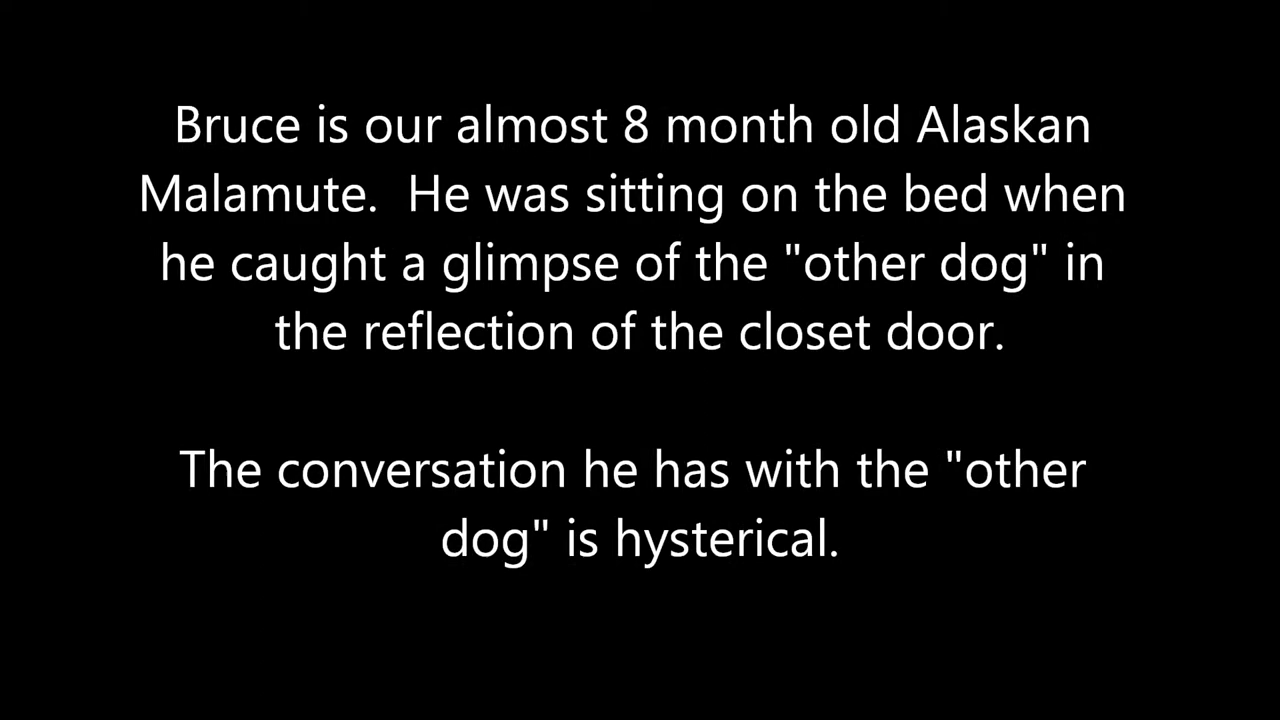 Bruce is our almost 8 month old Alaskan
Malamute.  He was sitting on the bed when
he caught a glimpse of the "other dog" in
the reflection of the closet door.
The conversation he has with the "other
dog" is hysterical.